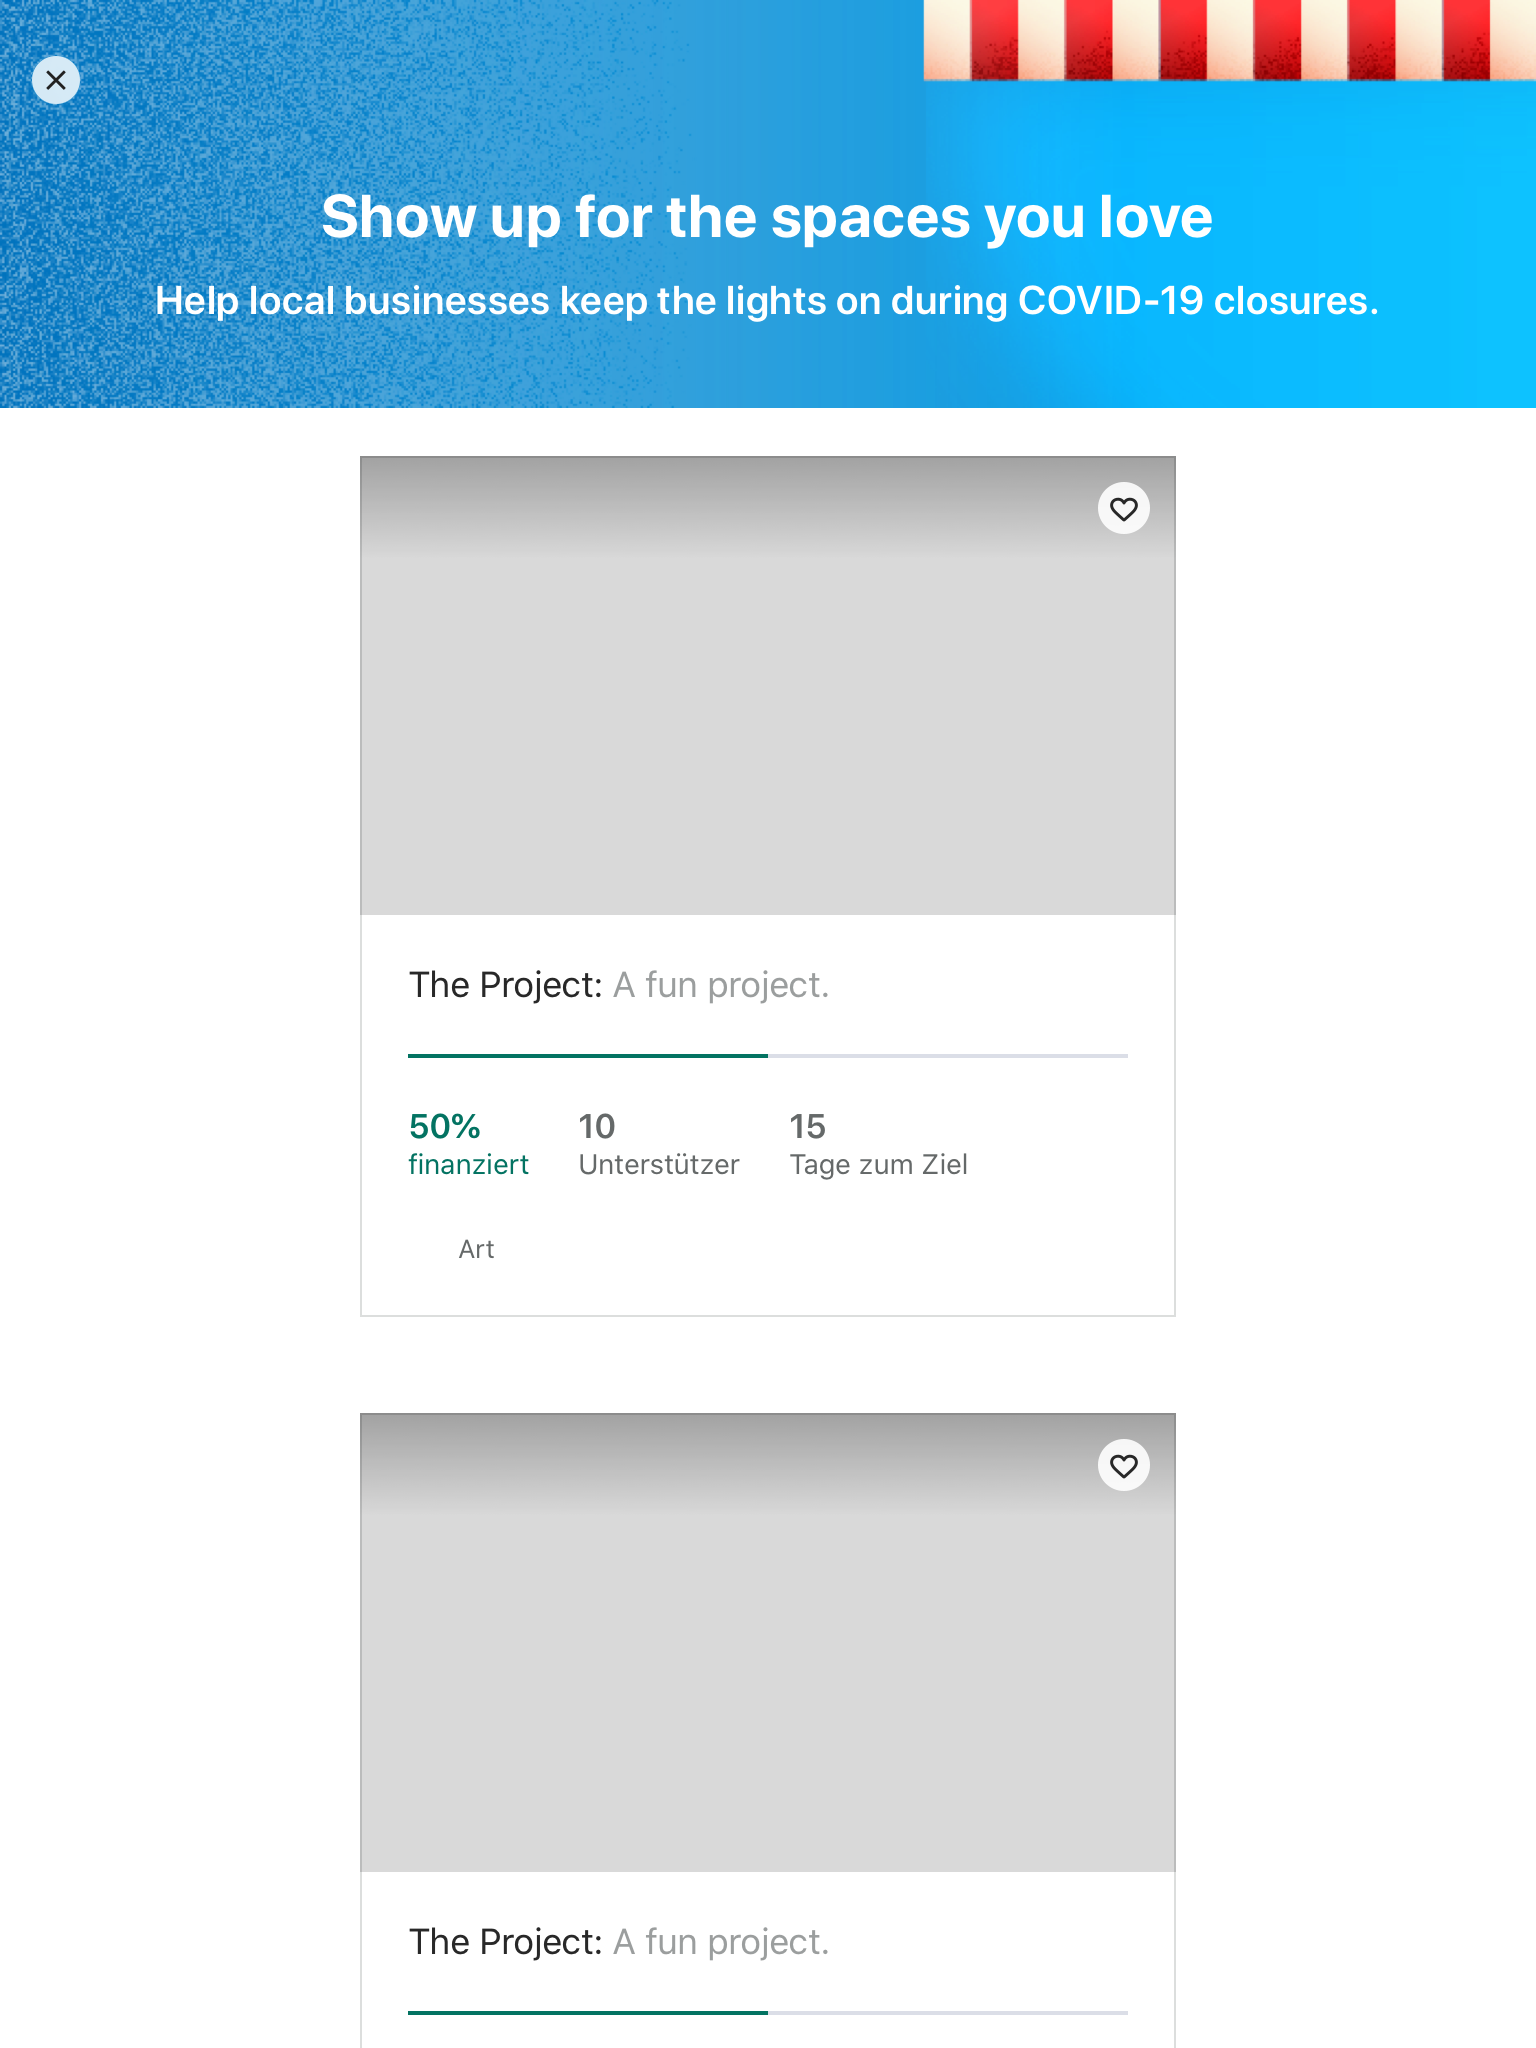 Show up for the spaces you love
Help local businesses keep the lights on during COVID-19 closures.
The Project: A fun project.
50% 10 15
finanziert Unterstützer Tage zum Ziel
Art
The Project: A fun project.